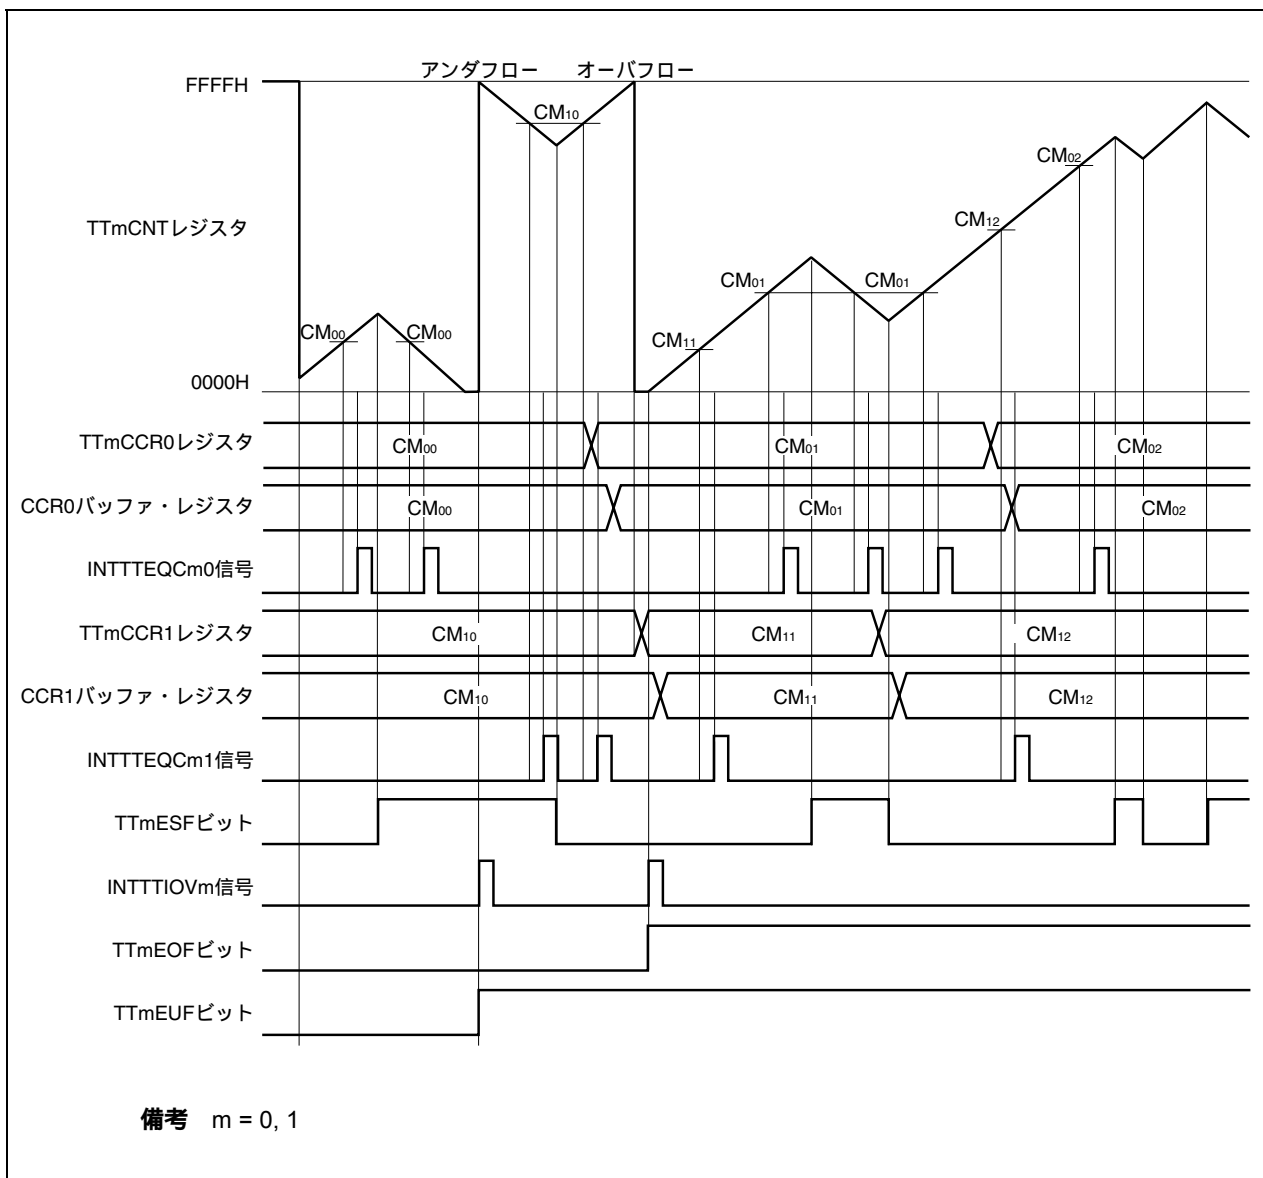 アンダフロー オーバフロー
FFFFH
CM10
CM02
CM12
TTmCNTレジスタ
CM01 CM01
CM00 CM00
CM11
0000H
TTmCCR0レジスタ CM00 CM01 CM02
CCR0バッファ・レジスタ CM00 CM01 CM02
INTTTEQCm0信号
TTmCCR1レジスタ CM10 CM11 CM12
CCR1バッファ・レジスタ CM10 CM11 CM12
INTTTEQCm1信号
TTmESFビット
INTTTIOVm信号
TTmEOFビット
TTmEUFビット
備考 m = 0, 1